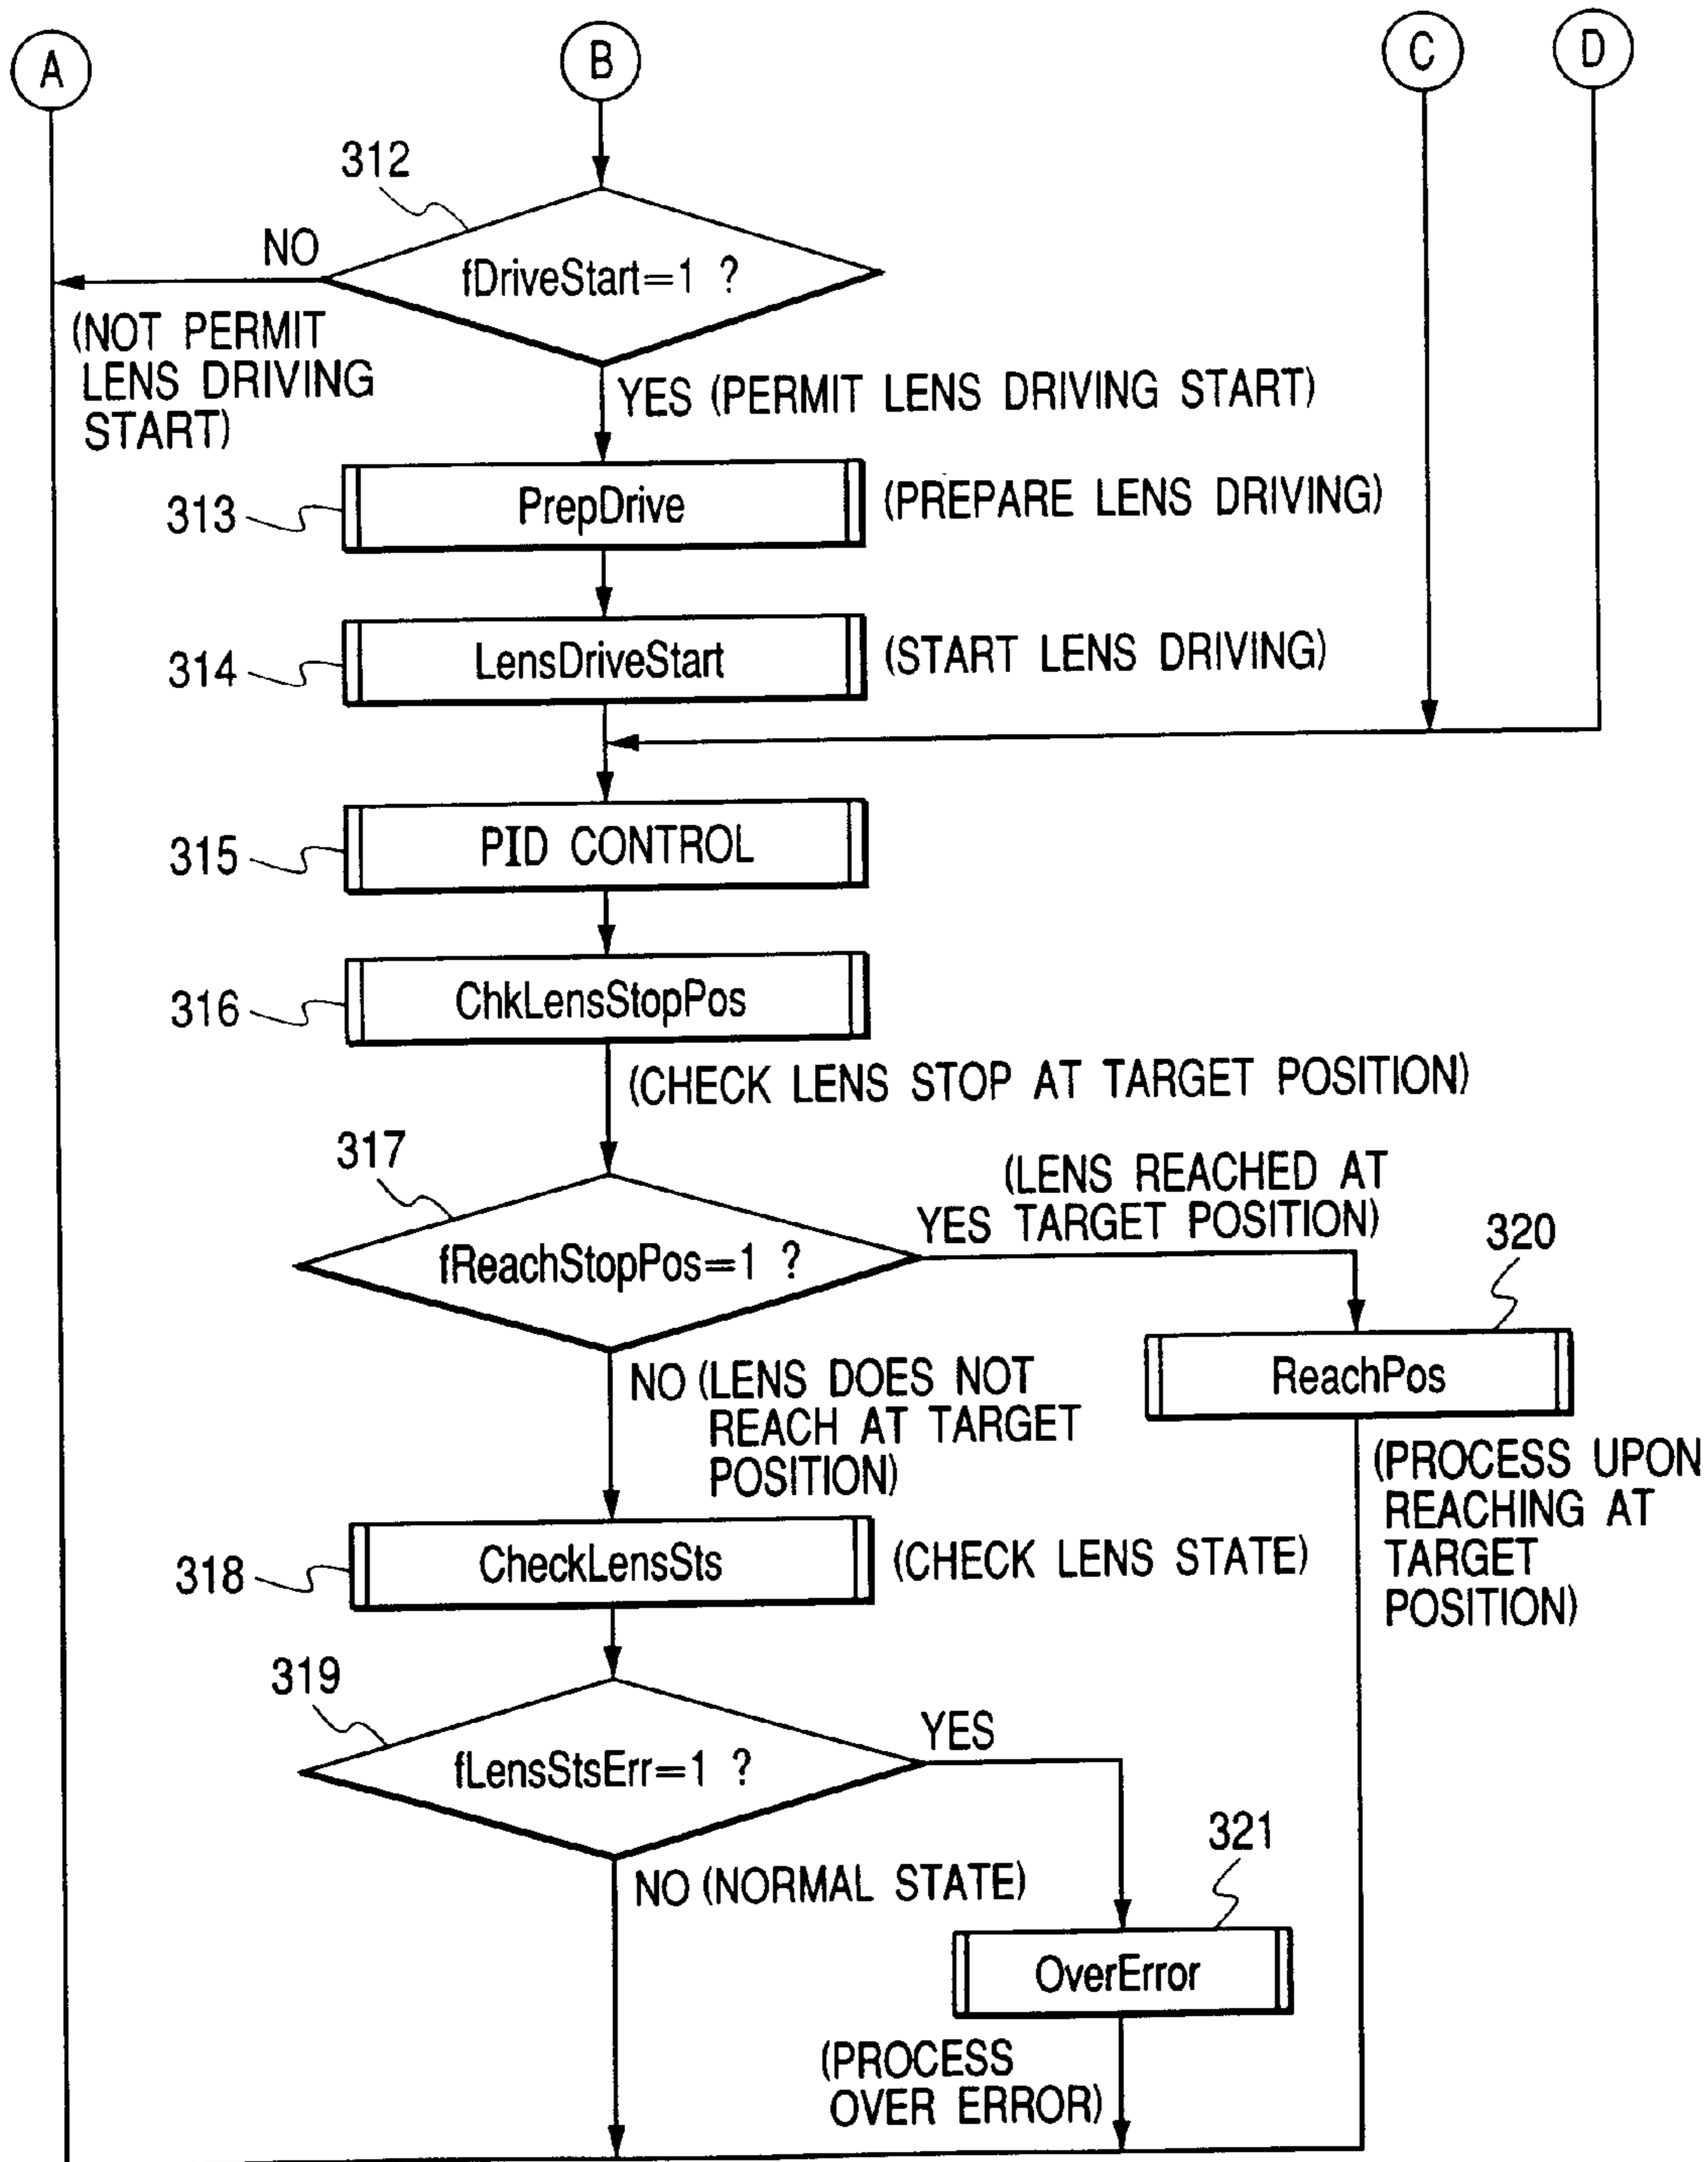 A
B
C
D
312
NO
fDriveStart=1 ?
(NOT PERMIT
LENS DRIVING
START)
YES (PERMIT LENS DRIVING START)
313
PrepDrive
(PREPARE LENS DRIVING)
314
LensDriveStart
(START LENS DRIVING)
315
PID CONTROL
316
ChkLensStopPos
(CHECK LENS STOP AT TARGET POSITION)
317
fReachStopPos=1 ?
(LENS REACHED AT
YES TARGET POSITION)
320
ReachPos
NO (LENS DOES NOT
REACH AT TARGET
POSITION)
(PROCESS UPON
REACHING AT
TARGET
POSITION)
318
CheckLensSts
(CHECK LENS STATE)
319
fLensStsErr=1 ?
YES
321
NO (NORMAL STATE)
OverError
(PROCESS
OVER ERROR)